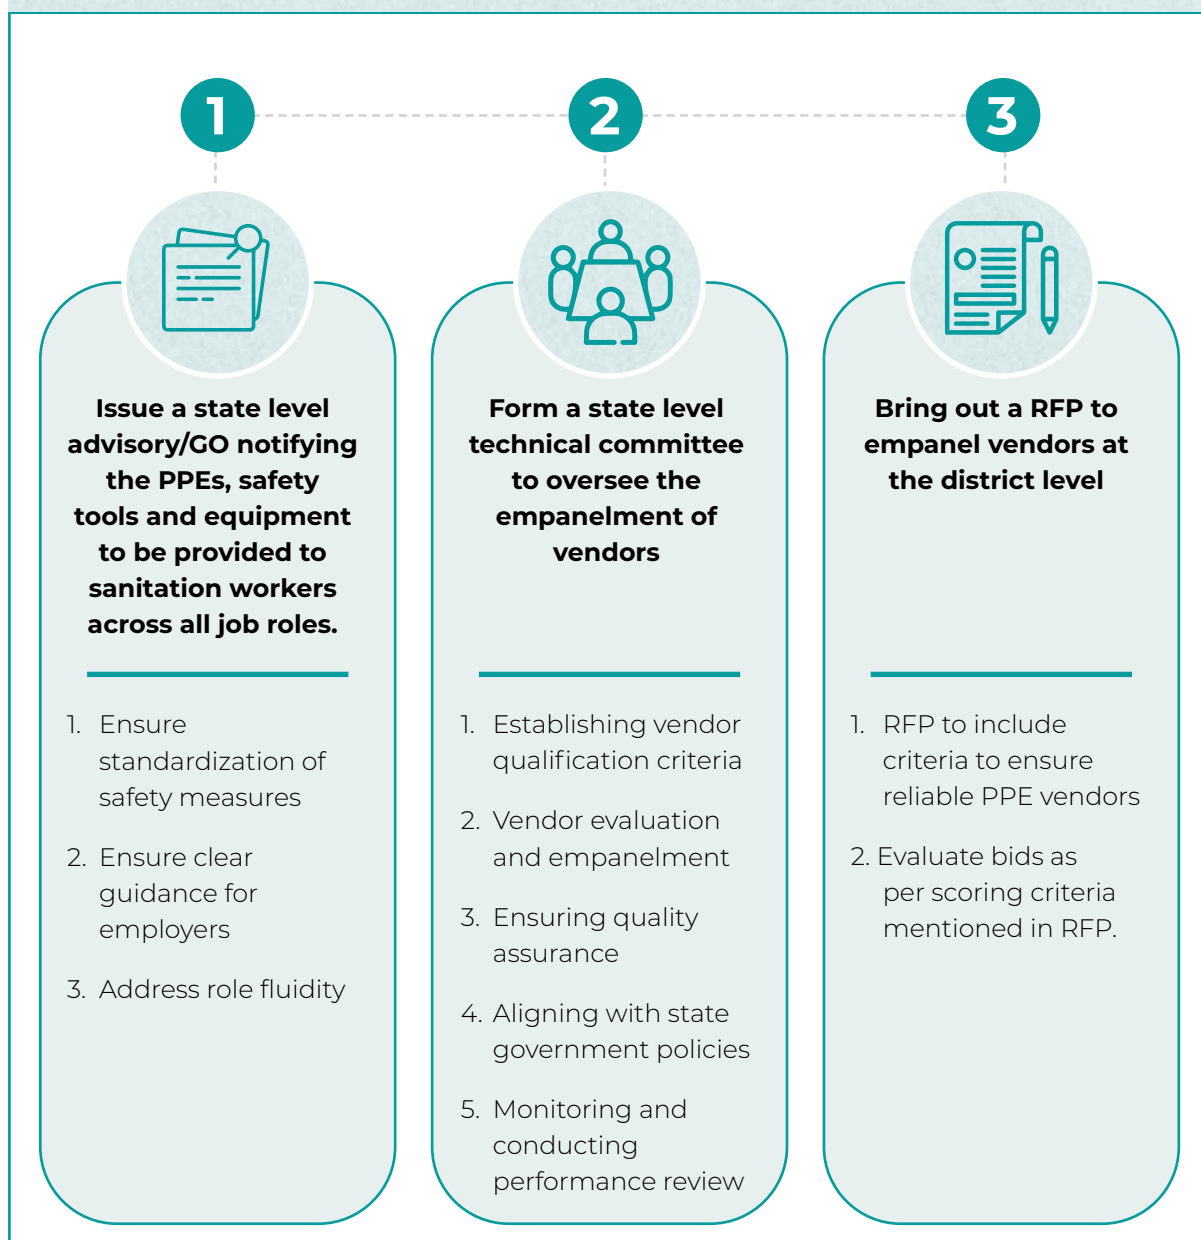 1
2
3
Issue a state level
advisory/GO notifying
the PPEs, safety
tools and equipment
to be provided to
sanitation workers
across all job roles.
1. Ensure
standardization of
safety measures
2. Ensure clear
guidance for
employers
3. Address role fluidity
Form a state level
technical committee
to oversee the
empanelment of
vendors
1. Establishing vendor
qualification criteria
2. Vendor evaluation
and empanelment
3. Ensuring quality
assurance
4. Aligning with state
government policies
5. Monitoring and
conducting
performance review
Bring out a RFP to
empanel vendors at
the district level
1. RFP to include
criteria to ensure
reliable PPE vendors
2. Evaluate bids as
per scoring criteria
mentioned in RFP.